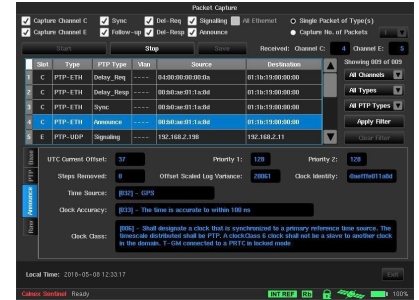 Packet Capture
Capture Channel C Sync Del-Req Signalling All Ethernet Single Packet of Type(s)
Capture Channel E Follow-up Del-Resp Announce Capture No. of Packets 1
Start Stop Save Received: Channel C: 4 Channel E: 5
Slot Type PTP Type Vlan Source Destination
Showing 009 of 009
1 C PTP-ETH Delay_Req ---- 04:00:00:00:00:0a 01:1b:19:00:00:00
All Channels
2 C PTP-ETH Delay_Resp ---- 00:b0:ae:01:1a:8d 01:1b:19:00:00:00
All Types
3 C PTP-ETH Sync ---- 00:b0:ae:01:1a:8d 01:1b:19:00:00:00
All PTP Types
4 C PTP-ETH Announce ---- 00:b0:ae:01:1a:8d 01:1b:19:00:00:00
Apply Filter
5 E PTP-UDP Signaling ---- 192.168.2.198 192.168.2.11
Clear Filter
Base
PTP
Announce
Raw
UTC Current Offset: 37 Priority 1: 128 Priority 2: 128
Steps Removed: 0 Offset Scaled Log Variance: 20061 Clock Identity:
Time Source: [032] - GPS
Clock Accuracy: [033] - The time is accurate to within 100 ns
Clock Class: [006] - Shall designate a clock that is synchronized to a primary reference time source. The
timescale distributed shall be PTP. A clockClass 6 clock shall not be a slave to another clock
in the domain. T-GM connected to a PRTC in locked mode
Local Time: 2018-05-08 12:33:17 Exit
Calnex Sentinel Ready INT REF Rb 100%